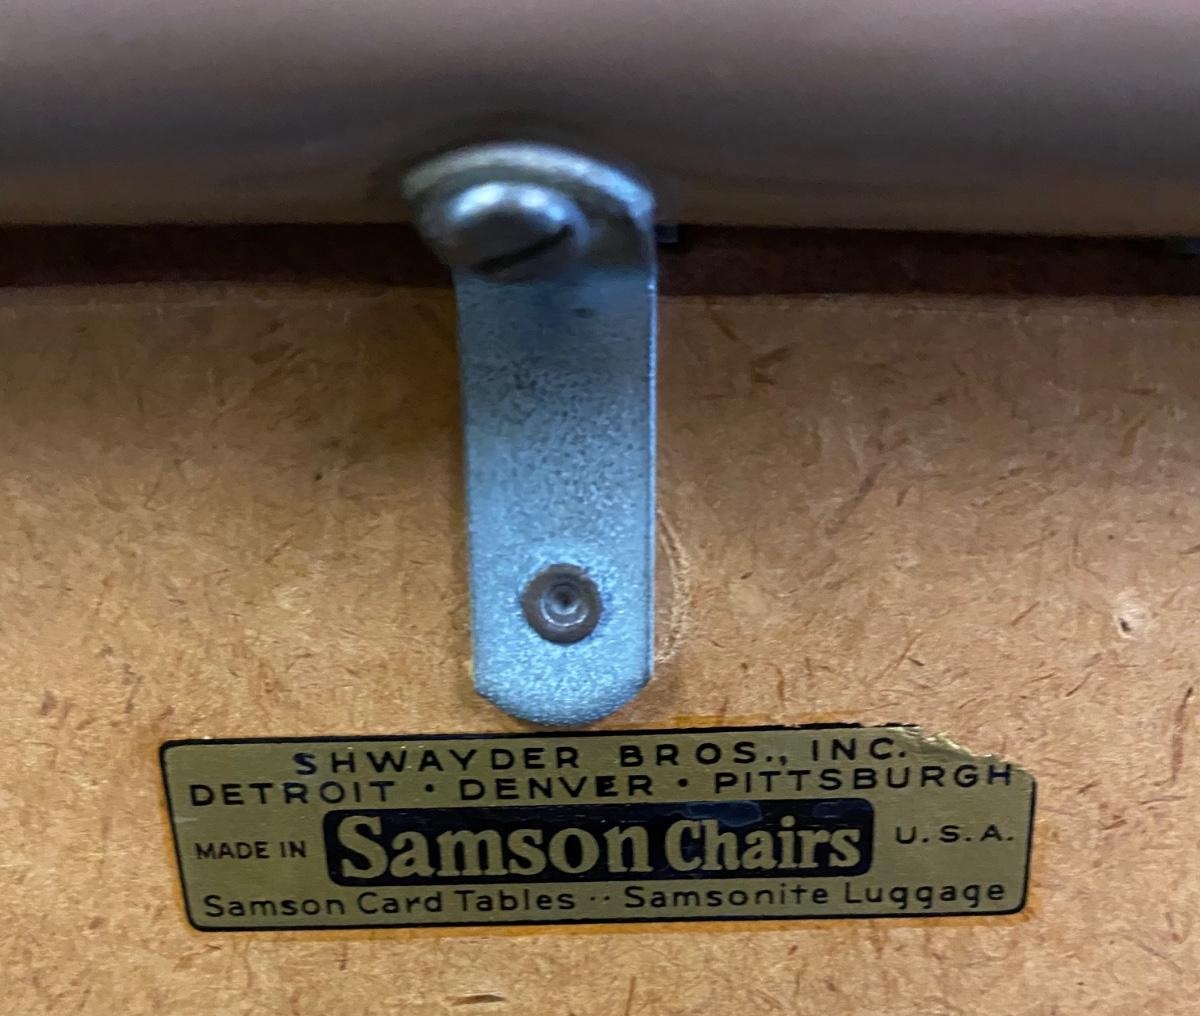 SHWAYDER BROS., INC.
DETROIT • DENVER • PITTSBURGH
MADE IN Samson Chairs U.S.A.
Samson Card Tables ·· Samsonite Luggage